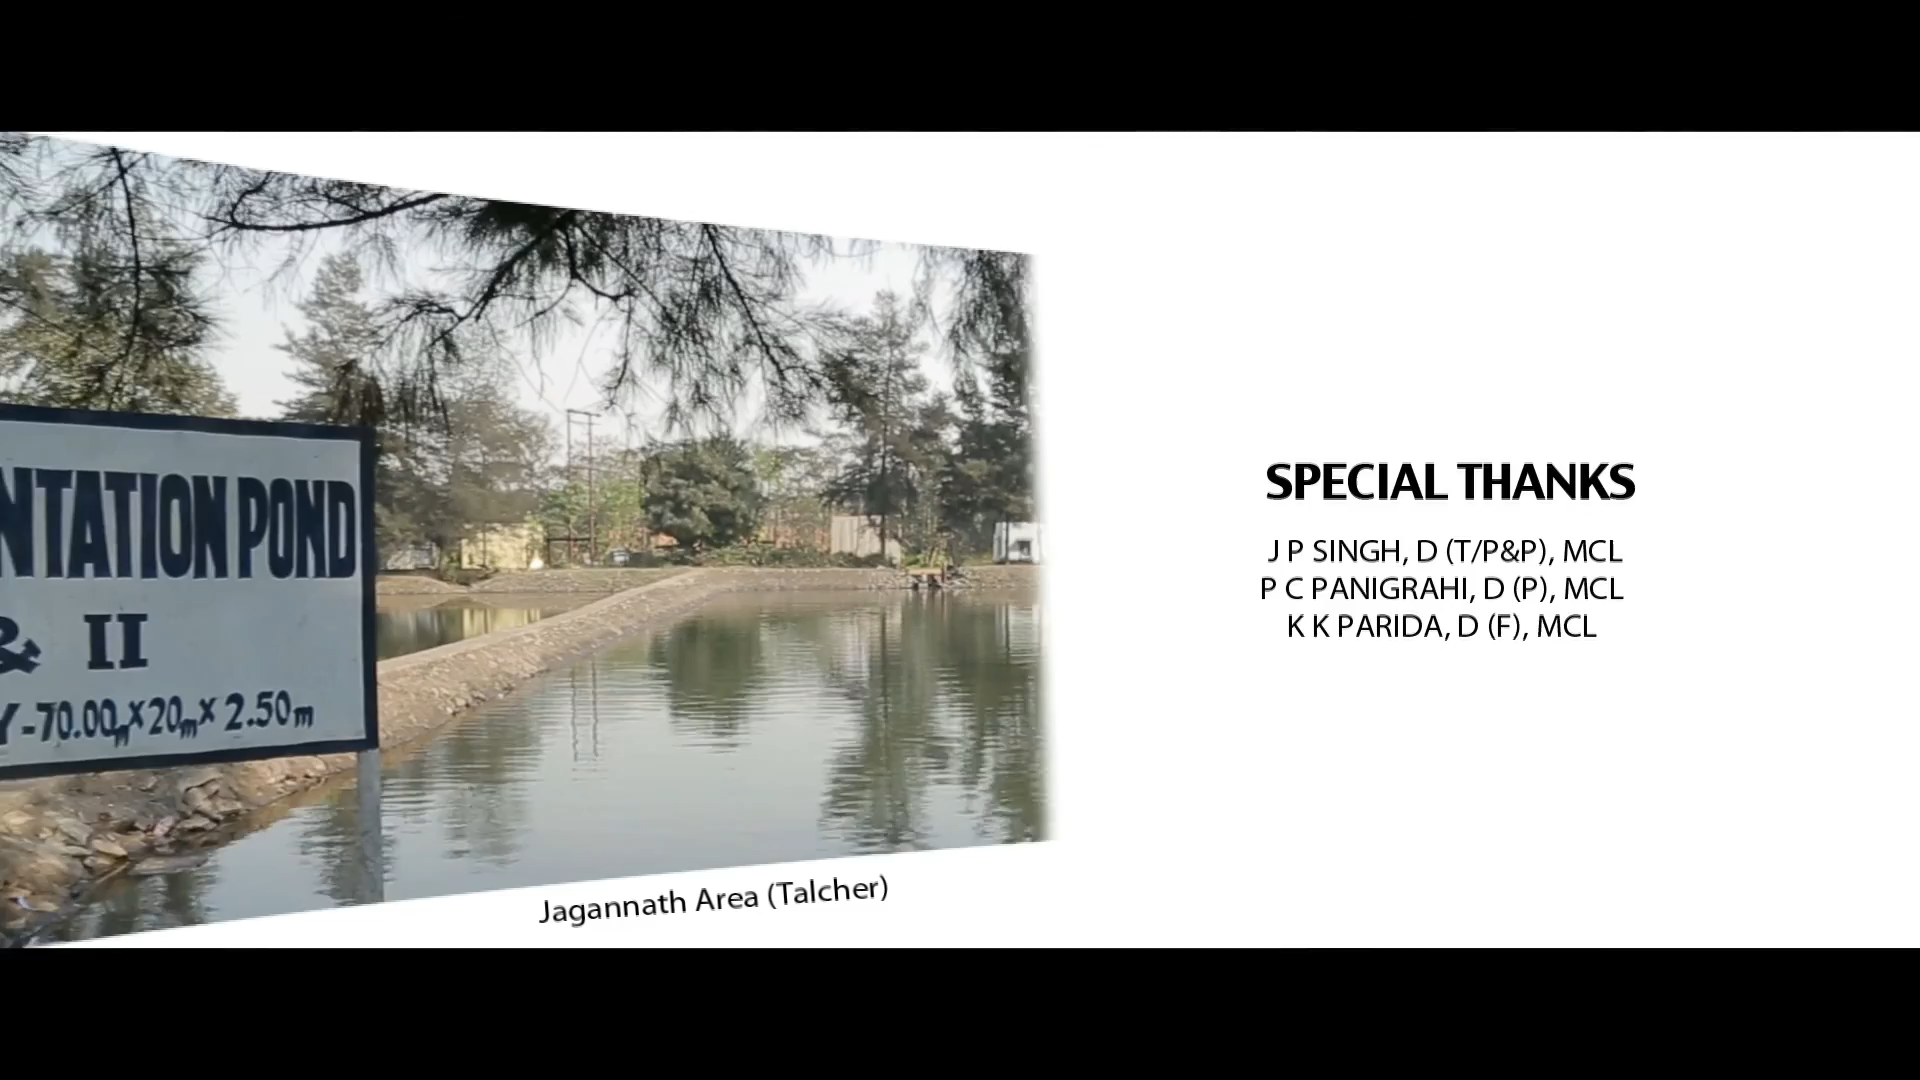 NTATION POND
& II
Y-70.00m x 20m x 2.50m
Jagannath Area (Talcher)
SPECIAL THANKS
J P SINGH, D (T/P&P), MCL
P C PANIGRAHI, D (P), MCL
K K PARIDA, D (F), MCL